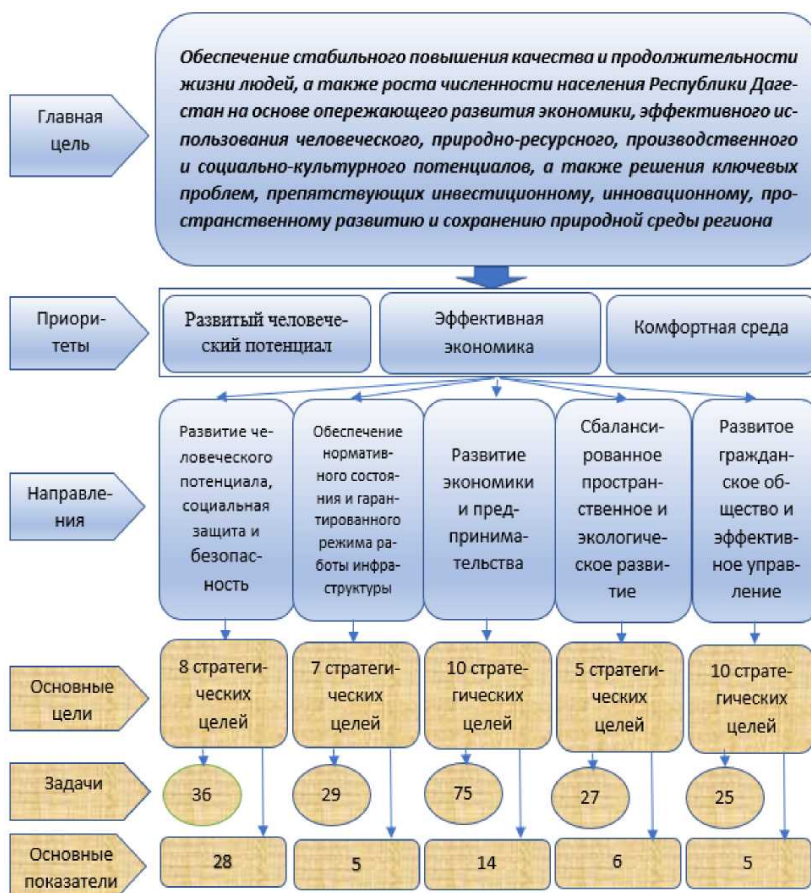 Главная
цель
Обеспечение стабильного повышения качества и продолжительности
жизни людей, а также роста численности населения Республики Даге-
стан на основе опережающего развития экономики, эффективного ис-
пользования человеческого, природно-ресурсного, производственного
и социально-культурного потенциалов, а также решения ключевых
проблем, препятствующих инвестиционному, инновационному, про-
странственному развитию и сохранению природной среды региона
Приори-
теты
Развитый человече-
ский потенциал
Эффективная
экономика
Комфортная среда
Направле-
ния
Развитие че-
ловеческого
потенциала,
социальная
защита и
безопас-
ность
Обеспечение
норматив-
ного состоя-
ния и гаран-
тированного
режима ра-
боты инфра-
структуры
Развитие
экономики
и пред-
принима-
тельства
Сбаланси-
рованное
простран-
ственное и
экологиче-
ское разви-
тие
Развитое
граждан-
ское об-
щество и
эффектив-
ное управ-
ление
Основные
цели
8 стратеги-
ческих
целей
7 стратеги-
ческих
целей
10 страте-
гических
целей
5 стратеги-
ческих
целей
10 страте-
гических
целей
Задачи
36
29
75
27
25
Основные
показатели
28
5
14
6
5